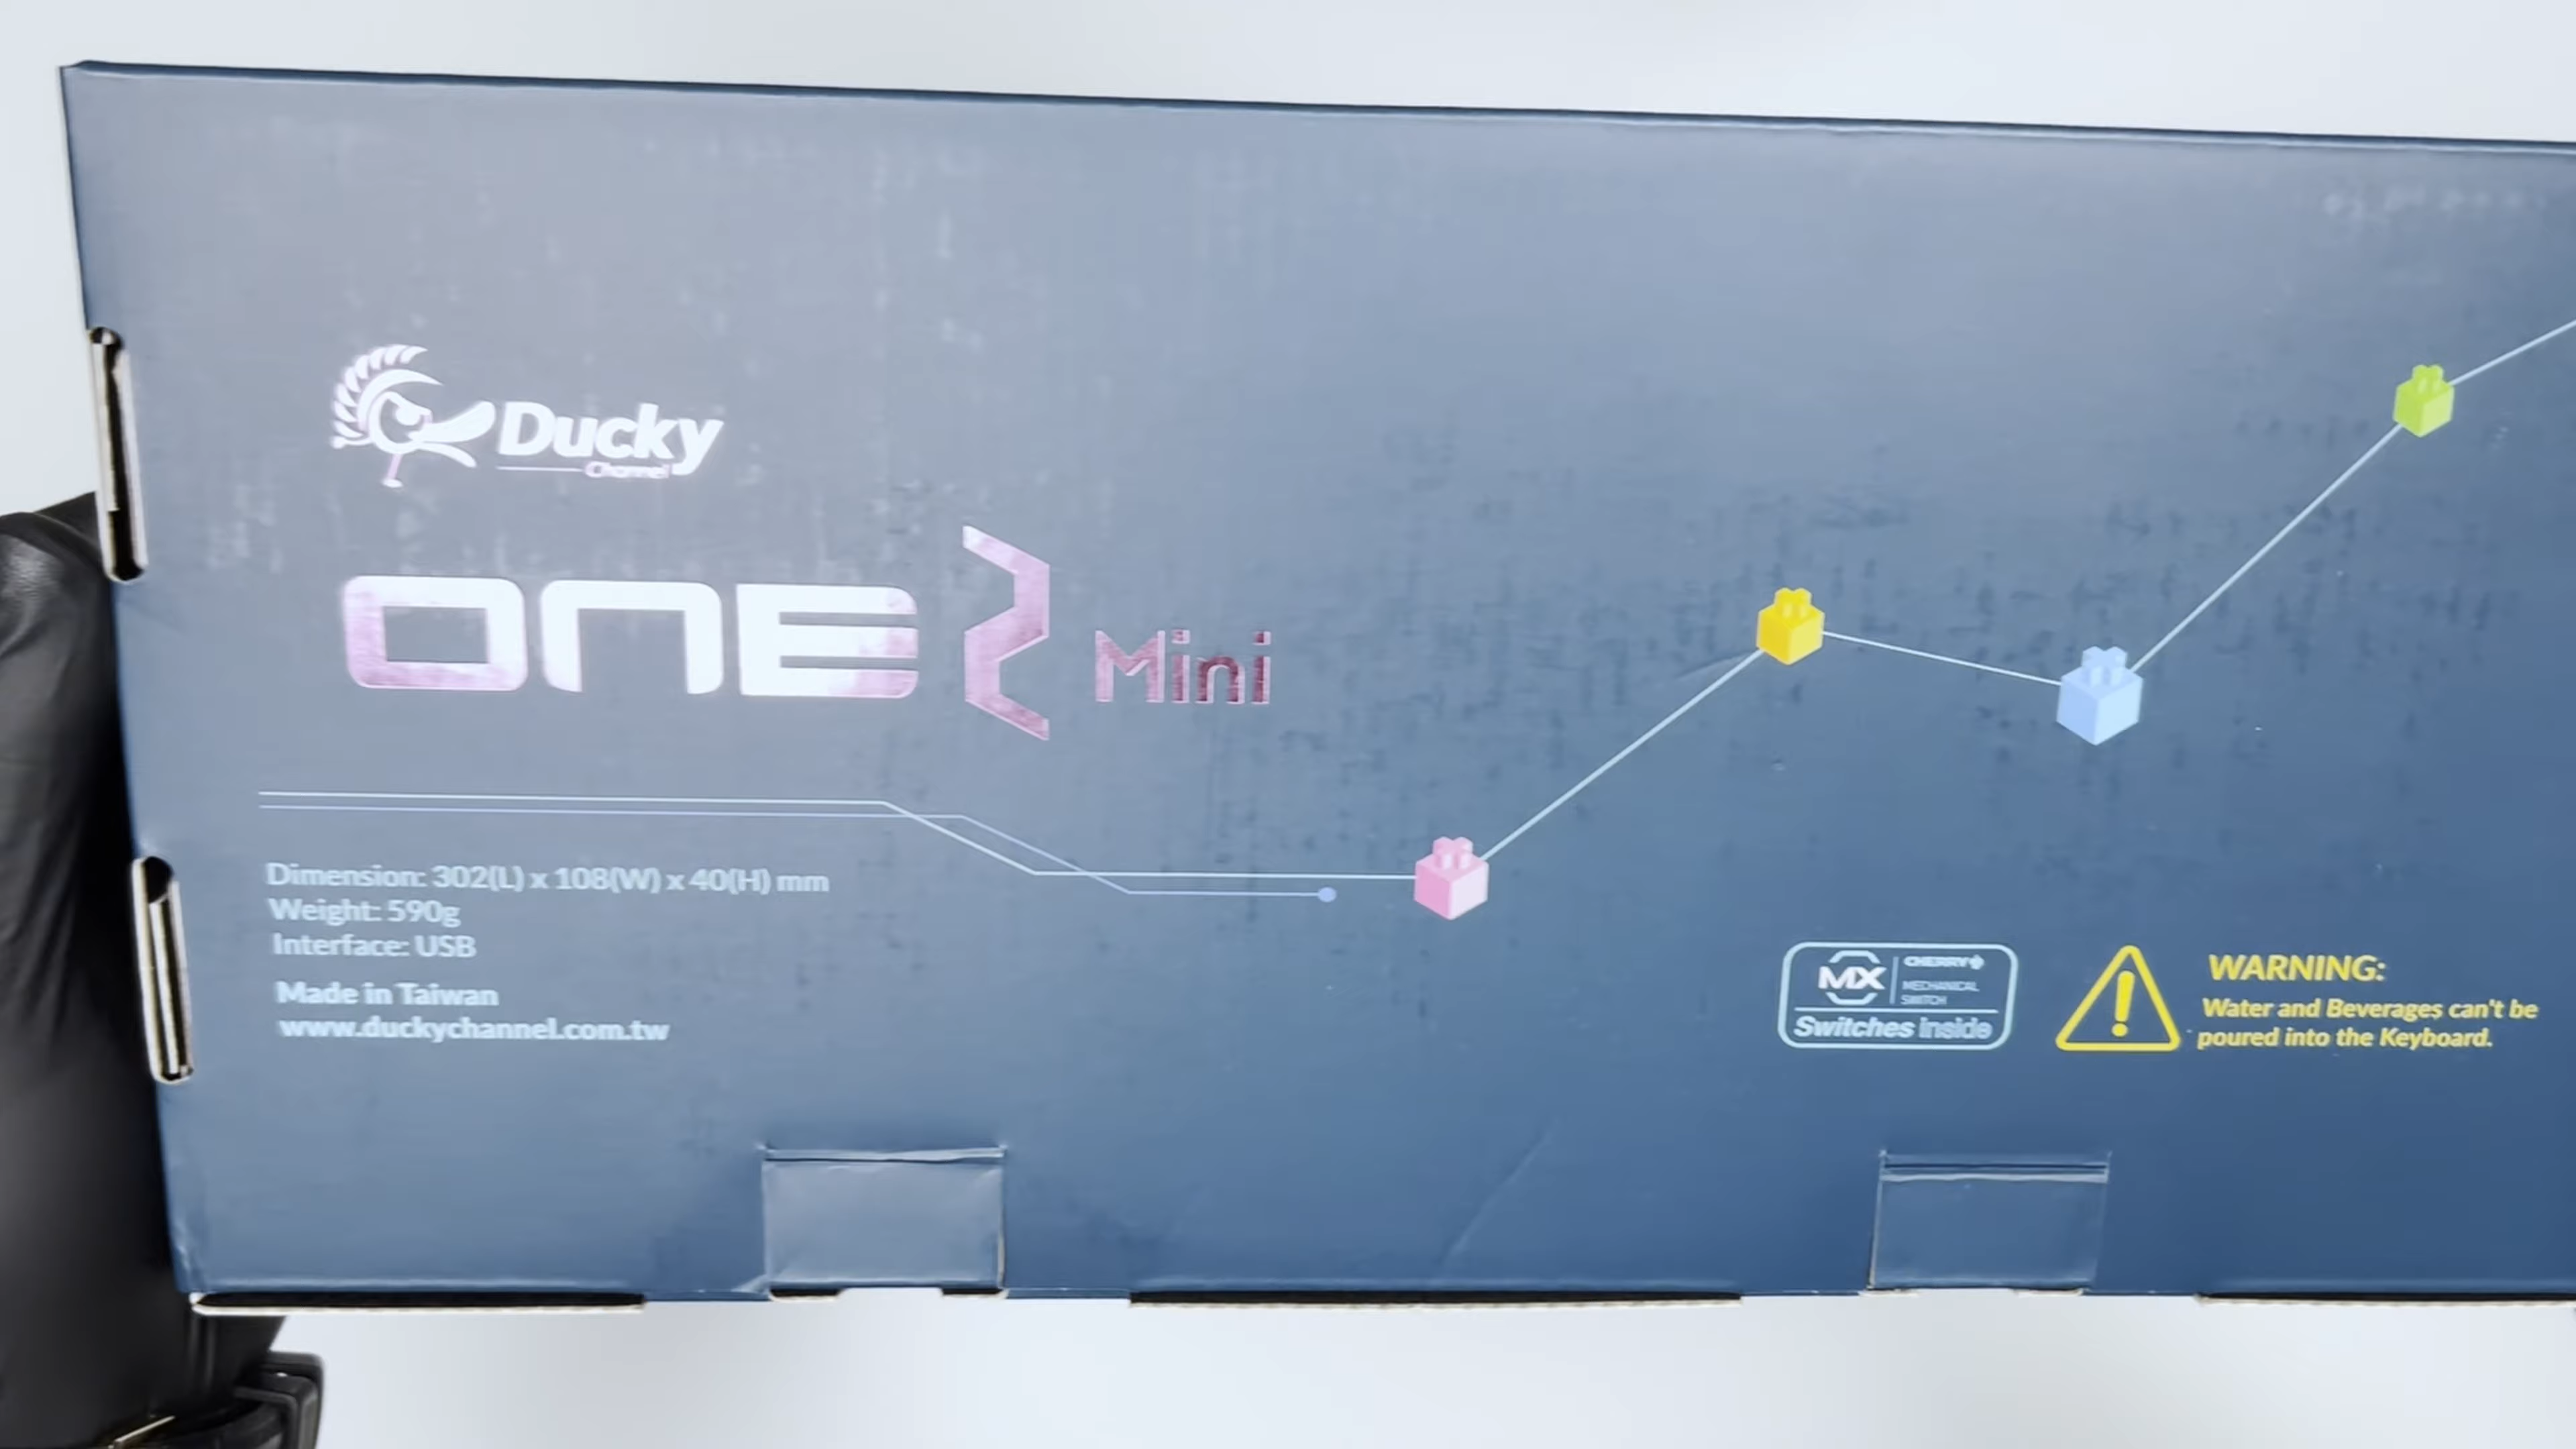 Ducky
Channel
ONE 2 Mini
Dimension: 302(L) x 108(W) x 40(H) mm
Weight: 590g
Interface: USB
Made in Taiwan
www.duckychannel.com.tw
MX
CHERRY
MECHANICAL
SWITCH
Switches inside
WARNING:
Water and Beverages can't be
poured into the Keyboard.